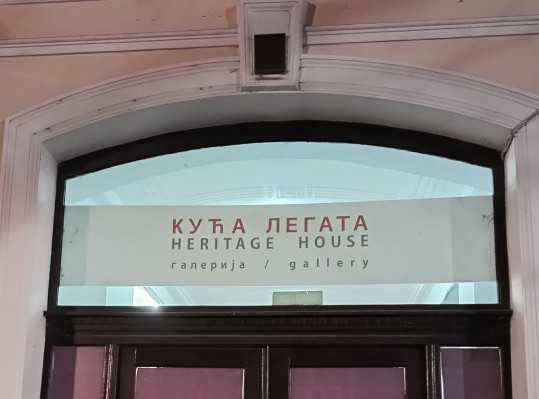 КУЋА ЛЕГАТА
HERITAGE HOUSE
галерија / gallery